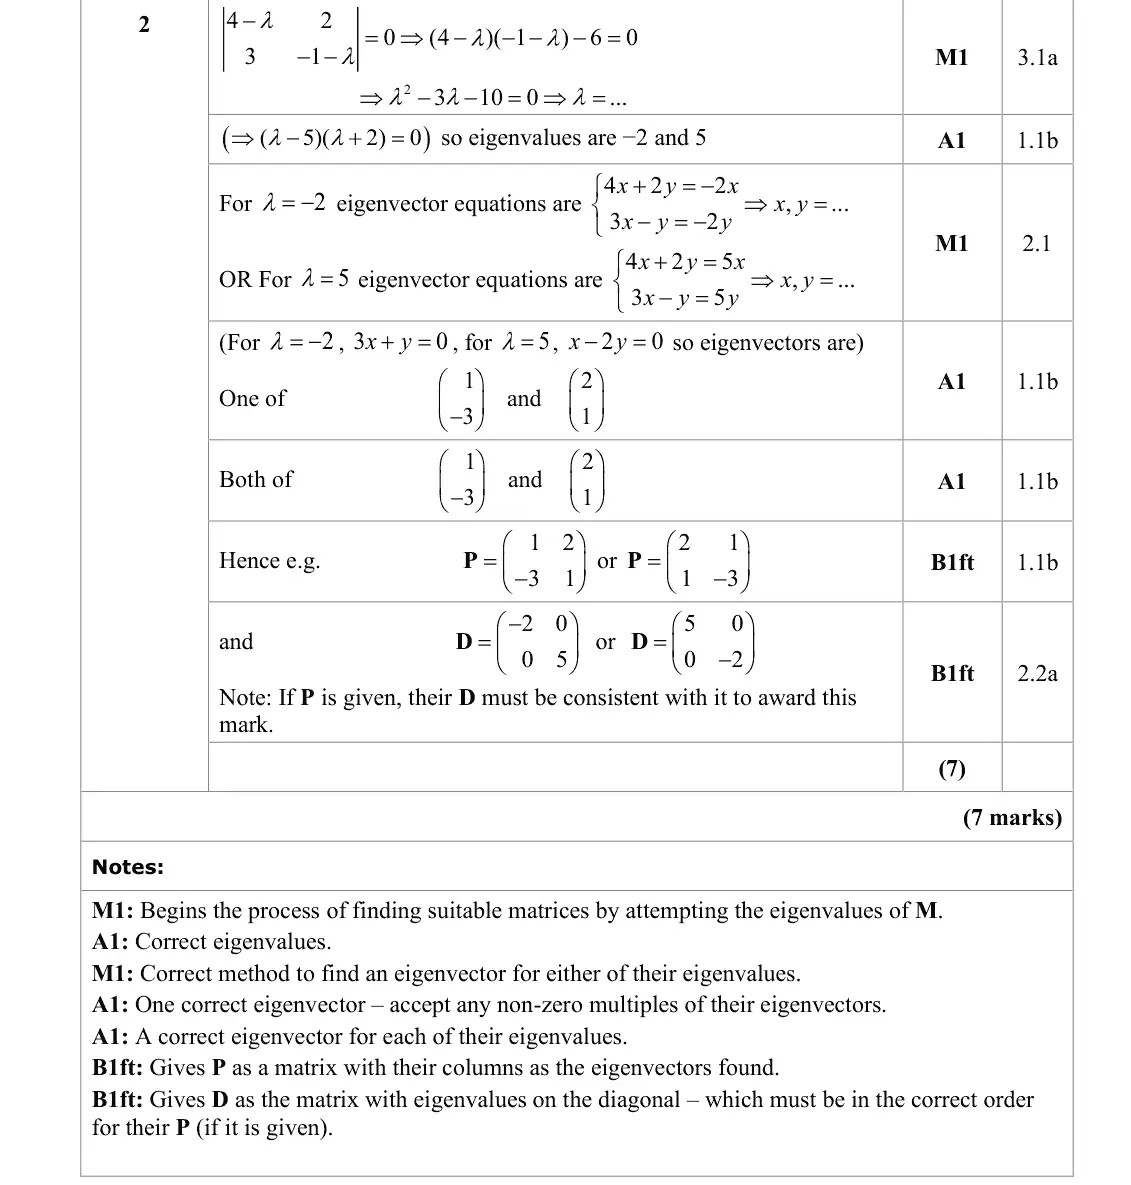 2
|4−λ 2|
|3 −1−λ| = 0 ⇒ (4−λ)(−1−λ)−6 = 0
⇒ λ² −3λ−10 = 0 ⇒ λ = ...
M1 3.1a
(⇒ (λ−5)(λ+2) = 0) so eigenvalues are −2 and 5
A1 1.1b
For λ = −2 eigenvector equations are {4x+2y = −2x
3x−y = −2y ⇒ x, y = ...
OR For λ = 5 eigenvector equations are {4x+2y = 5x
3x−y = 5y ⇒ x, y = ...
M1 2.1
(For λ = −2, 3x+y = 0, for λ = 5, x−2y = 0 so eigenvectors are)
One of (1
−3) and (2
1)
A1 1.1b
Both of (1
−3) and (2
1)
A1 1.1b
Hence e.g. P = (1 2
−3 1) or P = (2 1
1 −3)
B1ft 1.1b
and D = (−2 0
0 5) or D = (5 0
0 −2)
Note: If P is given, their D must be consistent with it to award this
mark.
B1ft 2.2a
(7)
(7 marks)
Notes:
M1: Begins the process of finding suitable matrices by attempting the eigenvalues of M.
A1: Correct eigenvalues.
M1: Correct method to find an eigenvector for either of their eigenvalues.
A1: One correct eigenvector – accept any non-zero multiples of their eigenvectors.
A1: A correct eigenvector for each of their eigenvalues.
B1ft: Gives P as a matrix with their columns as the eigenvectors found.
B1ft: Gives D as the matrix with eigenvalues on the diagonal – which must be in the correct order
for their P (if it is given).